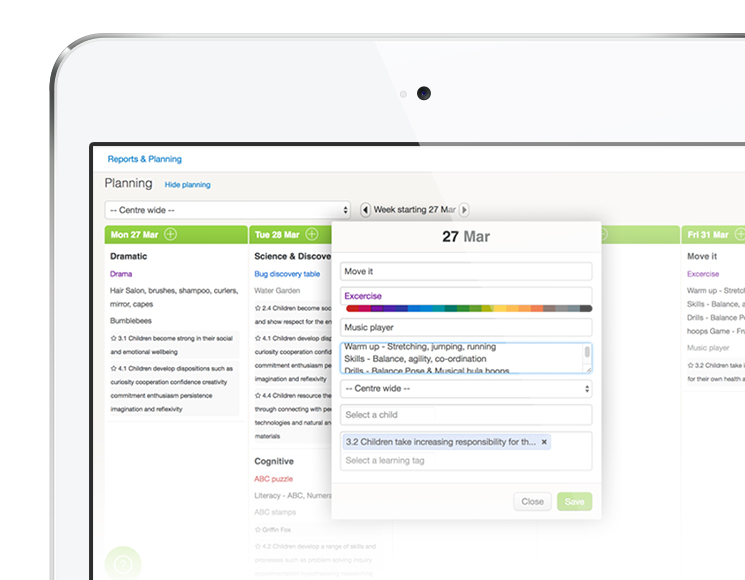 Reports & Planning
Planning Hide planning
-- Centre wide --
Week starting 27 Mar
Mon 27 Mar
Dramatic
Drama
Hair Salon, brushes, shampoo, curlers,
mirror, capes
Bumblebees
3.1 Children become strong in their social
and emotional wellbeing
4.1 Children develop dispositions such as
curiosity cooperation confidence creativity
commitment enthusiasm persistence
imagination and reflexivity
Tue 28 Mar
Science & Discove
Bug discovery table
Water Garden
2.4 Children become soc
and show respect for the en
4.1 Children develop disp
curiosity cooperation confid
commitment enthusiasm pe
imagination and reflexivity
4.4 Children resource the
through connecting with pe
technologies and natural an
materials
Cognitive
ABC puzzle
Literacy - ABC, Numera
ABC stamps
Griffin Fox
4.2 Children develop a range of skills and
processes such as problem solving inquiry
27 Mar
Move it
Excercise
Music player
Warm up - Stretching, jumping, running
Skills - Balance, agility, co-ordination
Drills - Balance Pose & Musical hula hoops
-- Centre wide --
Select a child
3.2 Children take increasing responsibility for th... ×
Select a learning tag
Close
Save
Fri 31 Mar
Move it
Excercise
Warm up - Stretch
Skills - Balance, a
Drills - Balance P
hoops Game - Fr
Music player
3.2 Children take i
for their own health a